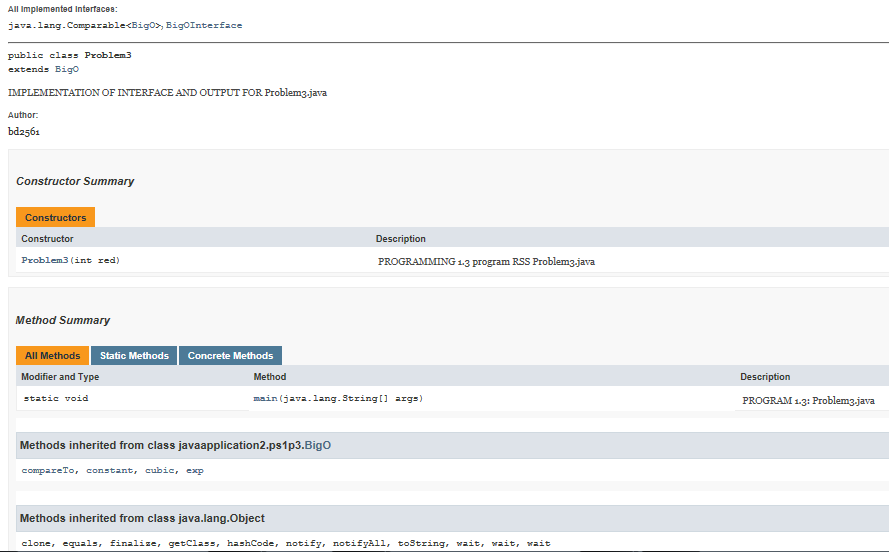 All Implemented Interfaces:
java.lang.Comparable<BigO>, BigOInterface
public class Problem3
extends BigO
IMPLEMENTATION OF INTERFACE AND OUTPUT FOR Problem3.java
Author:
bd2561
Constructor Summary
Constructors
Constructor Description
Problem3(int red) PROGRAMMING 1.3 program RSS Problem3.java
Method Summary
All Methods Static Methods Concrete Methods
Modifier and Type Method Description
static void main(java.lang.String[] args) PROGRAM 1.3: Problem3.java
Methods inherited from class javaapplication2.ps1p3.BigO
compareTo, constant, cubic, exp
Methods inherited from class java.lang.Object
clone, equals, finalize, getClass, hashCode, notify, notifyAll, toString, wait, wait, wait